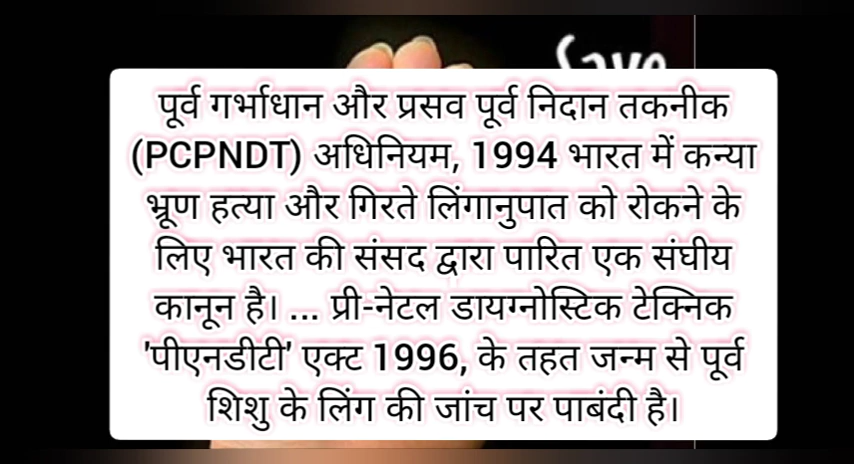 Save
पूर्व गर्भाधान और प्रसव पूर्व निदान तकनीक
(PCPNDT) अधिनियम, 1994 भारत में कन्या
भ्रूण हत्या और गिरते लिंगानुपात को रोकने के
लिए भारत की संसद द्वारा पारित एक संघीय
कानून है। ... प्री-नेटल डायग्नोस्टिक टेक्निक
'पीएनडीटी' एक्ट 1996, के तहत जन्म से पूर्व
शिशु के लिंग की जांच पर पाबंदी है।